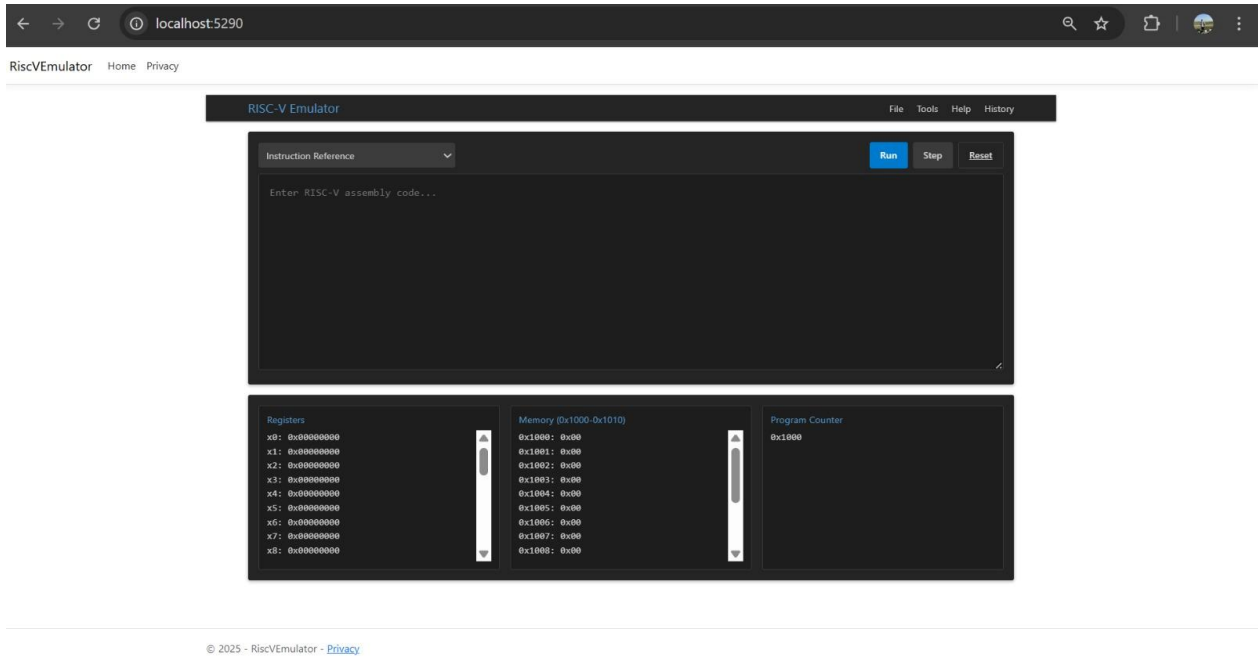 localhost:5290
RiscVEmulator Home Privacy
RISC-V Emulator File Tools Help History
Instruction Reference Run Step Reset
Enter RISC-V assembly code...
Registers
x0: 0x00000000
x1: 0x00000000
x2: 0x00000000
x3: 0x00000000
x4: 0x00000000
x5: 0x00000000
x6: 0x00000000
x7: 0x00000000
x8: 0x00000000
Memory (0x1000-0x1010)
0x1000: 0x00
0x1001: 0x00
0x1002: 0x00
0x1003: 0x00
0x1004: 0x00
0x1005: 0x00
0x1006: 0x00
0x1007: 0x00
0x1008: 0x00
Program Counter
0x1000
© 2025 - RiscVEmulator - Privacy